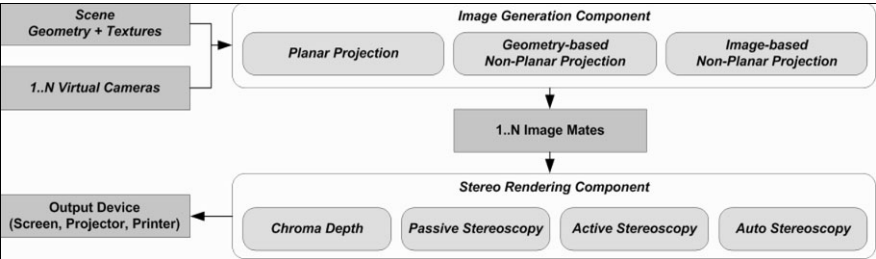 Scene
Geometry + Textures
1..N Virtual Cameras
Image Generation Component
Planar Projection
Geometry-based
Non-Planar Projection
Image-based
Non-Planar Projection
1..N Image Mates
Stereo Rendering Component
Chroma Depth
Passive Stereoscopy
Active Stereoscopy
Auto Stereoscopy
Output Device
(Screen, Projector, Printer)